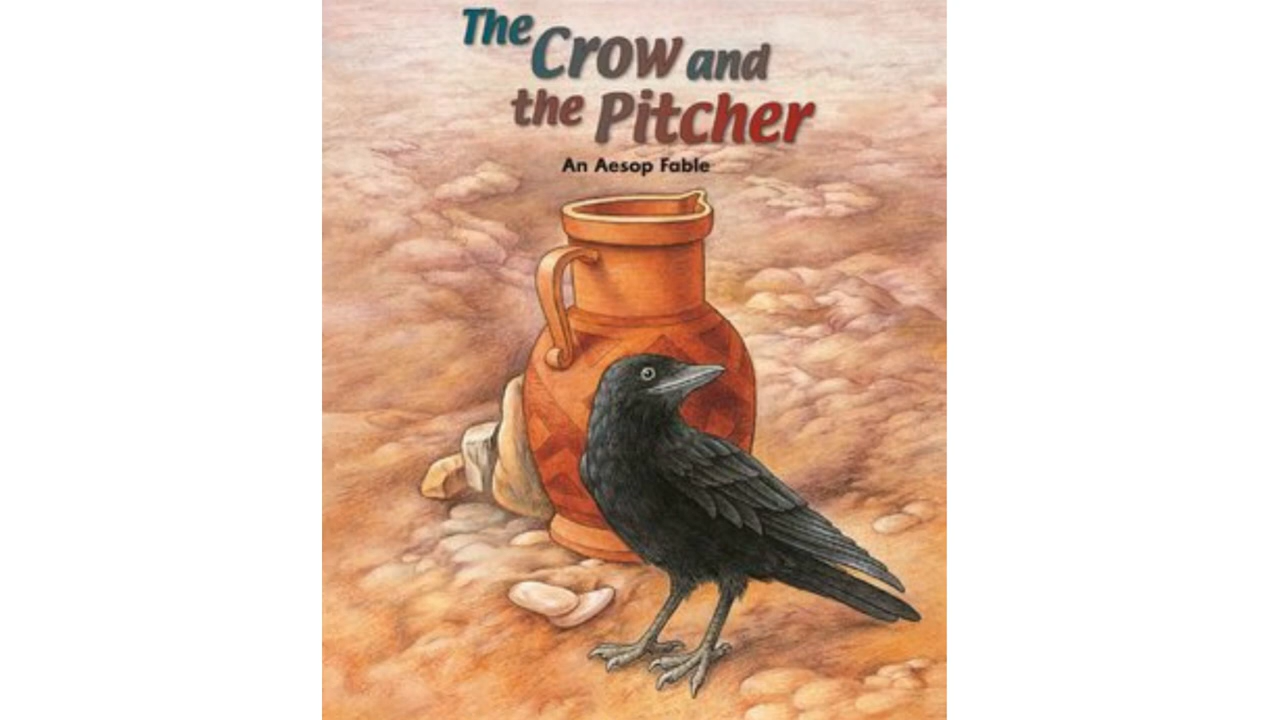 The Crow and
the Pitcher
An Aesop Fable